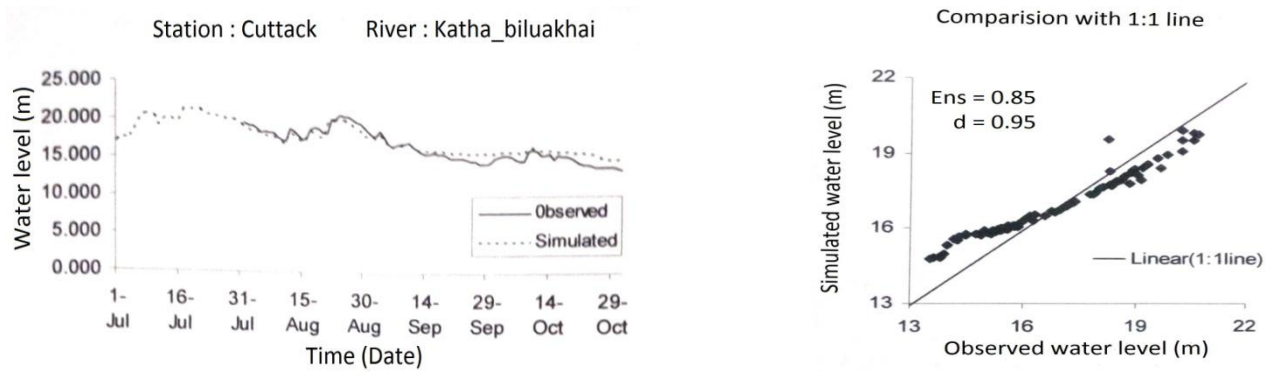 Station : Cuttack River : Katha_biluakhai
Water level (m)
25.000
20.000
15.000
10.000
5.000
0.000
0bserved
Simulated
1- 16- 31- 15- 30- 14- 29- 14- 29-
Jul Jul Jul Aug Aug Sep Sep Oct Oct
Time (Date)
Comparision with 1:1 line
Simulated water level (m)
22
19
16
13
Ens = 0.85
d = 0.95
Linear(1:1line)
13 16 19 22
Observed water level (m)